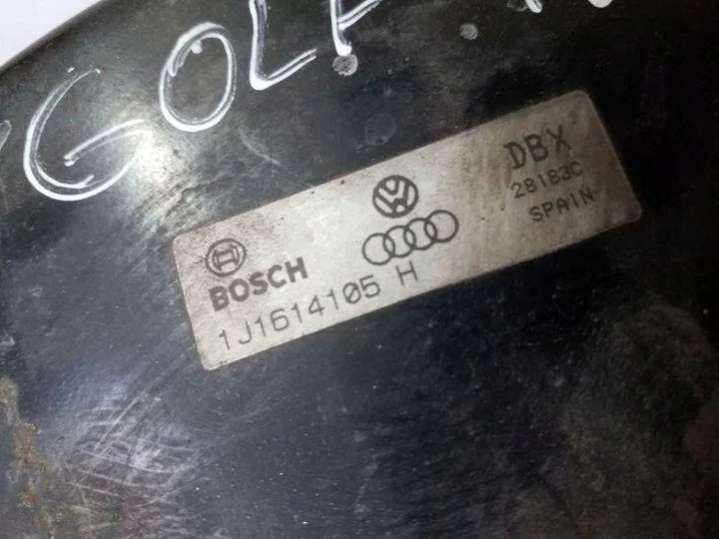 GOLF
BOSCH
1J1614105 H
DBX
28183C
SPAIN